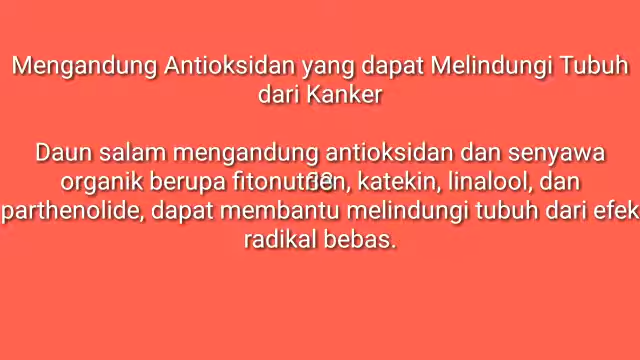 Mengandung Antioksidan yang dapat Melindungi Tubuh
dari Kanker
Daun salam mengandung antioksidan dan senyawa
organik berupa fitonutrien, katekin, linalool, dan
parthenolide, dapat membantu melindungi tubuh dari efek
radikal bebas.